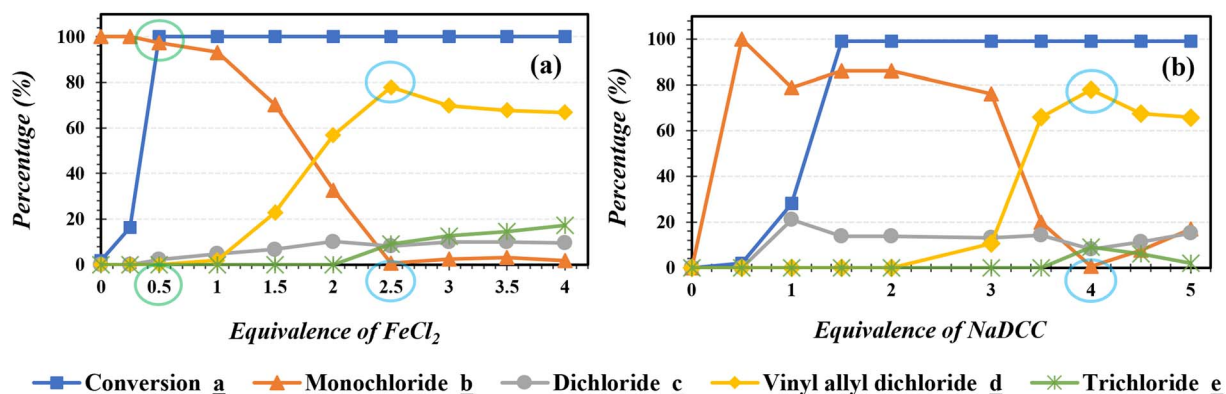 100
80
60
40
20
0
Percentage (%)
(a)
0 0.5 1 1.5 2 2.5 3 3.5 4
Equivalence of FeCl2
100
80
60
40
20
0
Percentage (%)
(b)
0 1 2 3 4 5
Equivalence of NaDCC
Conversion a Monochloride b Dichloride c Vinyl allyl dichloride d Trichloride e